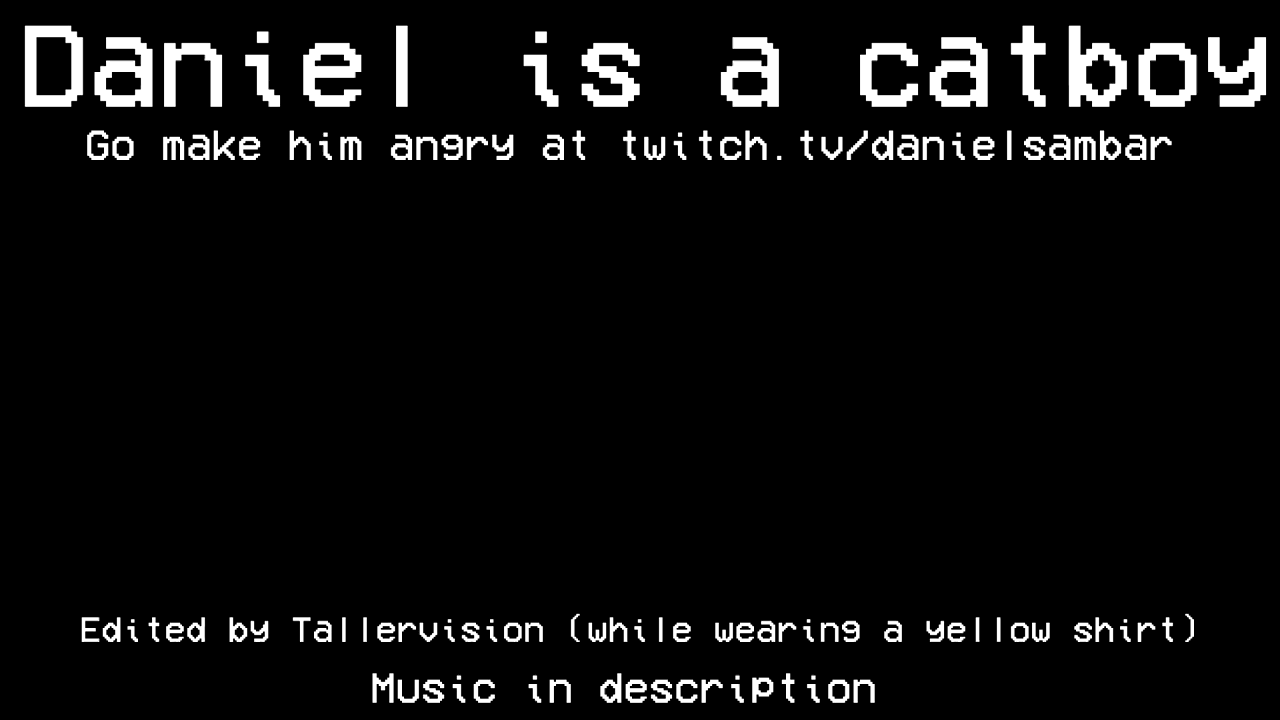 Daniel is a catboy
Go make him angry at twitch.tv/danielsambar
Edited by Tallervision (while wearing a yellow shirt)
Music in description